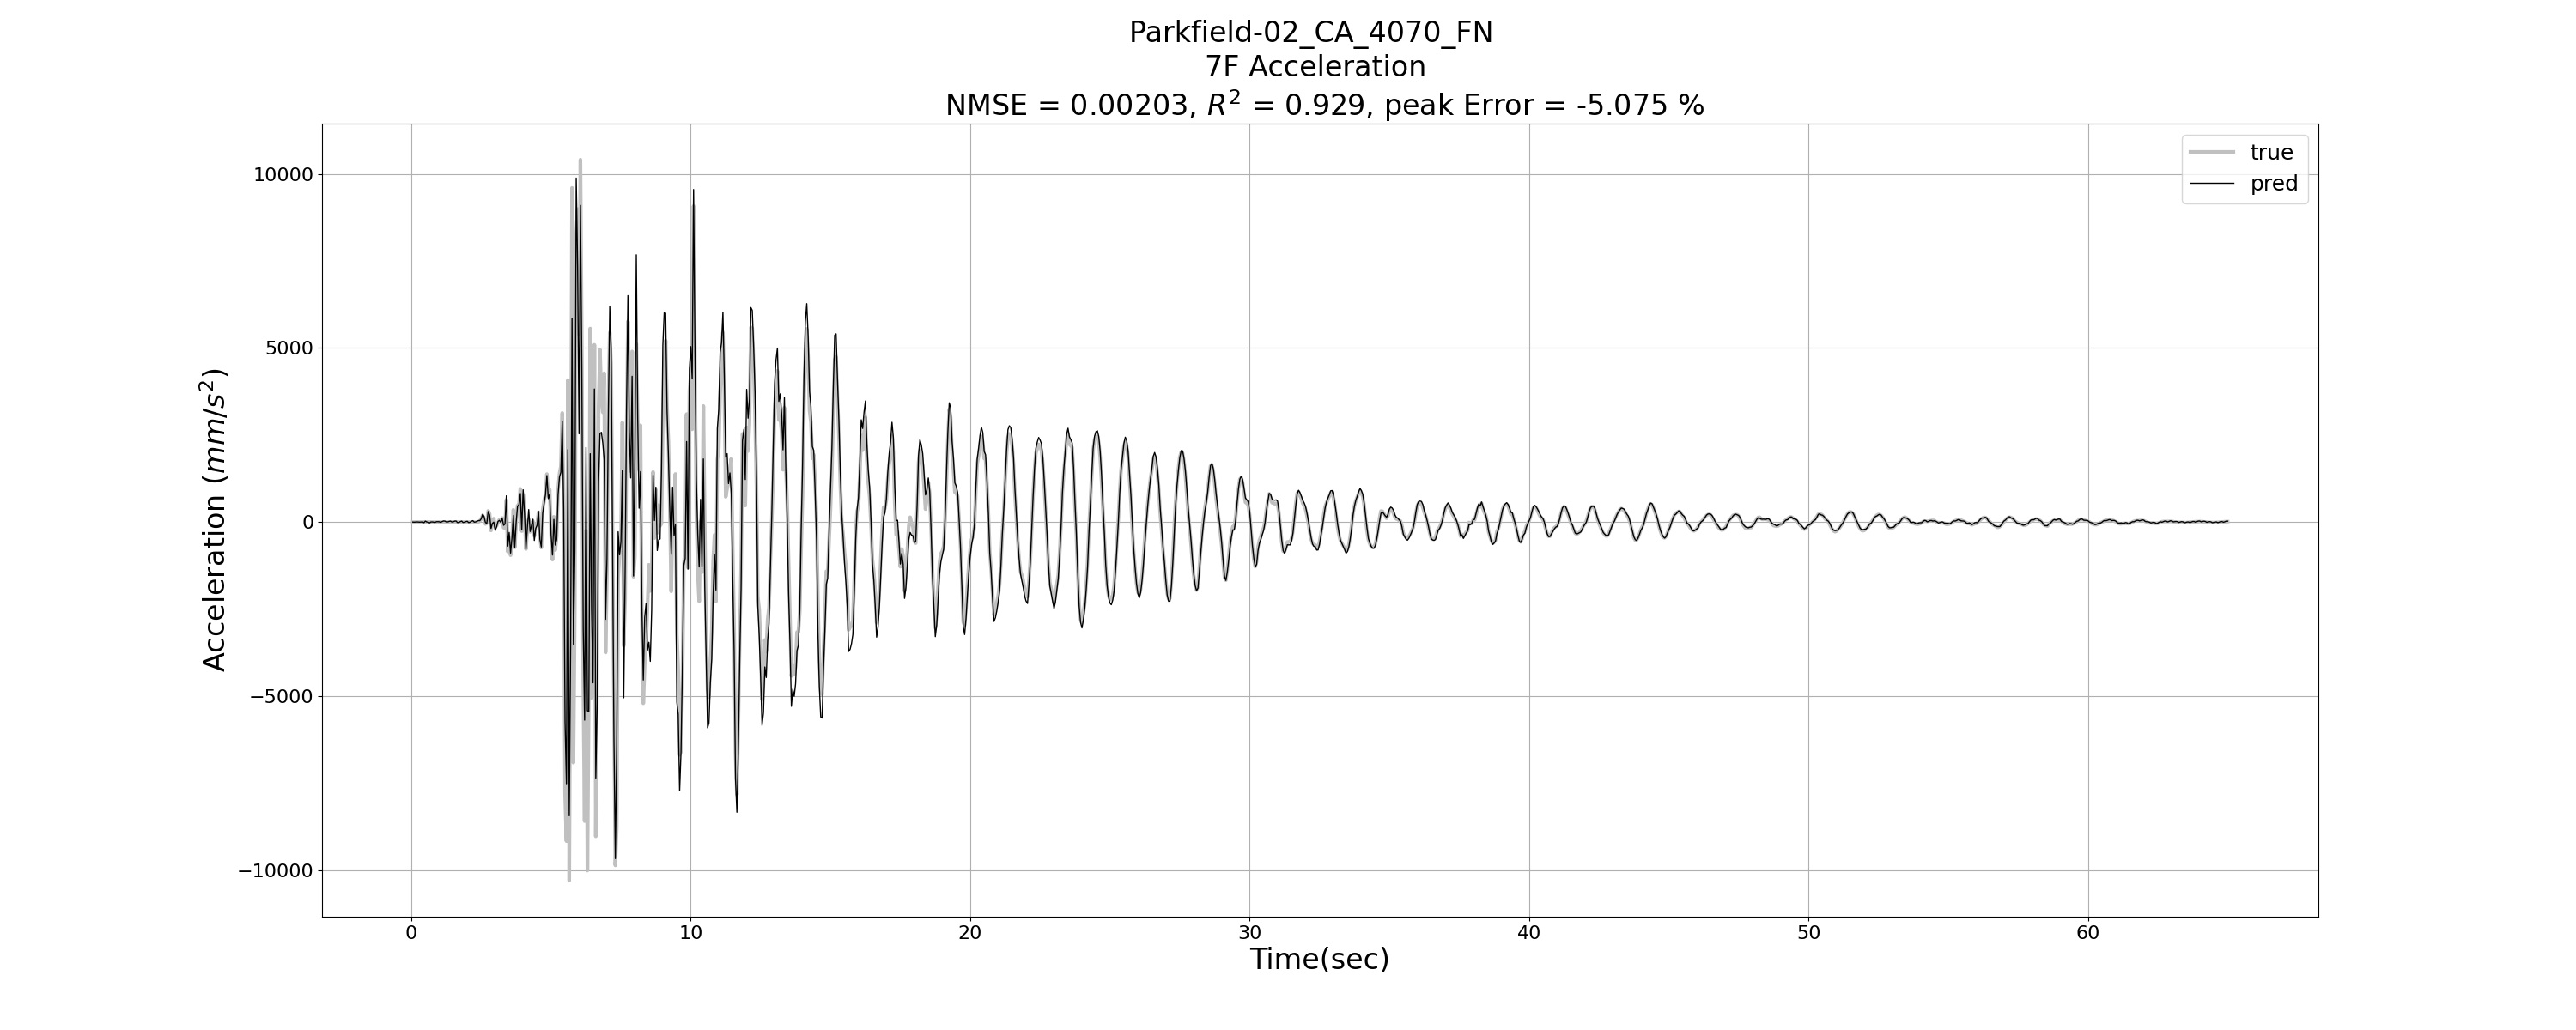 Parkfield-02_CA_4070_FN
7F Acceleration
NMSE = 0.00203, R² = 0.929, peak Error = -5.075 %
true
pred
10000
5000
0
−5000
−10000
Acceleration (mm/s²)
0 10 20 30 40 50 60
Time(sec)